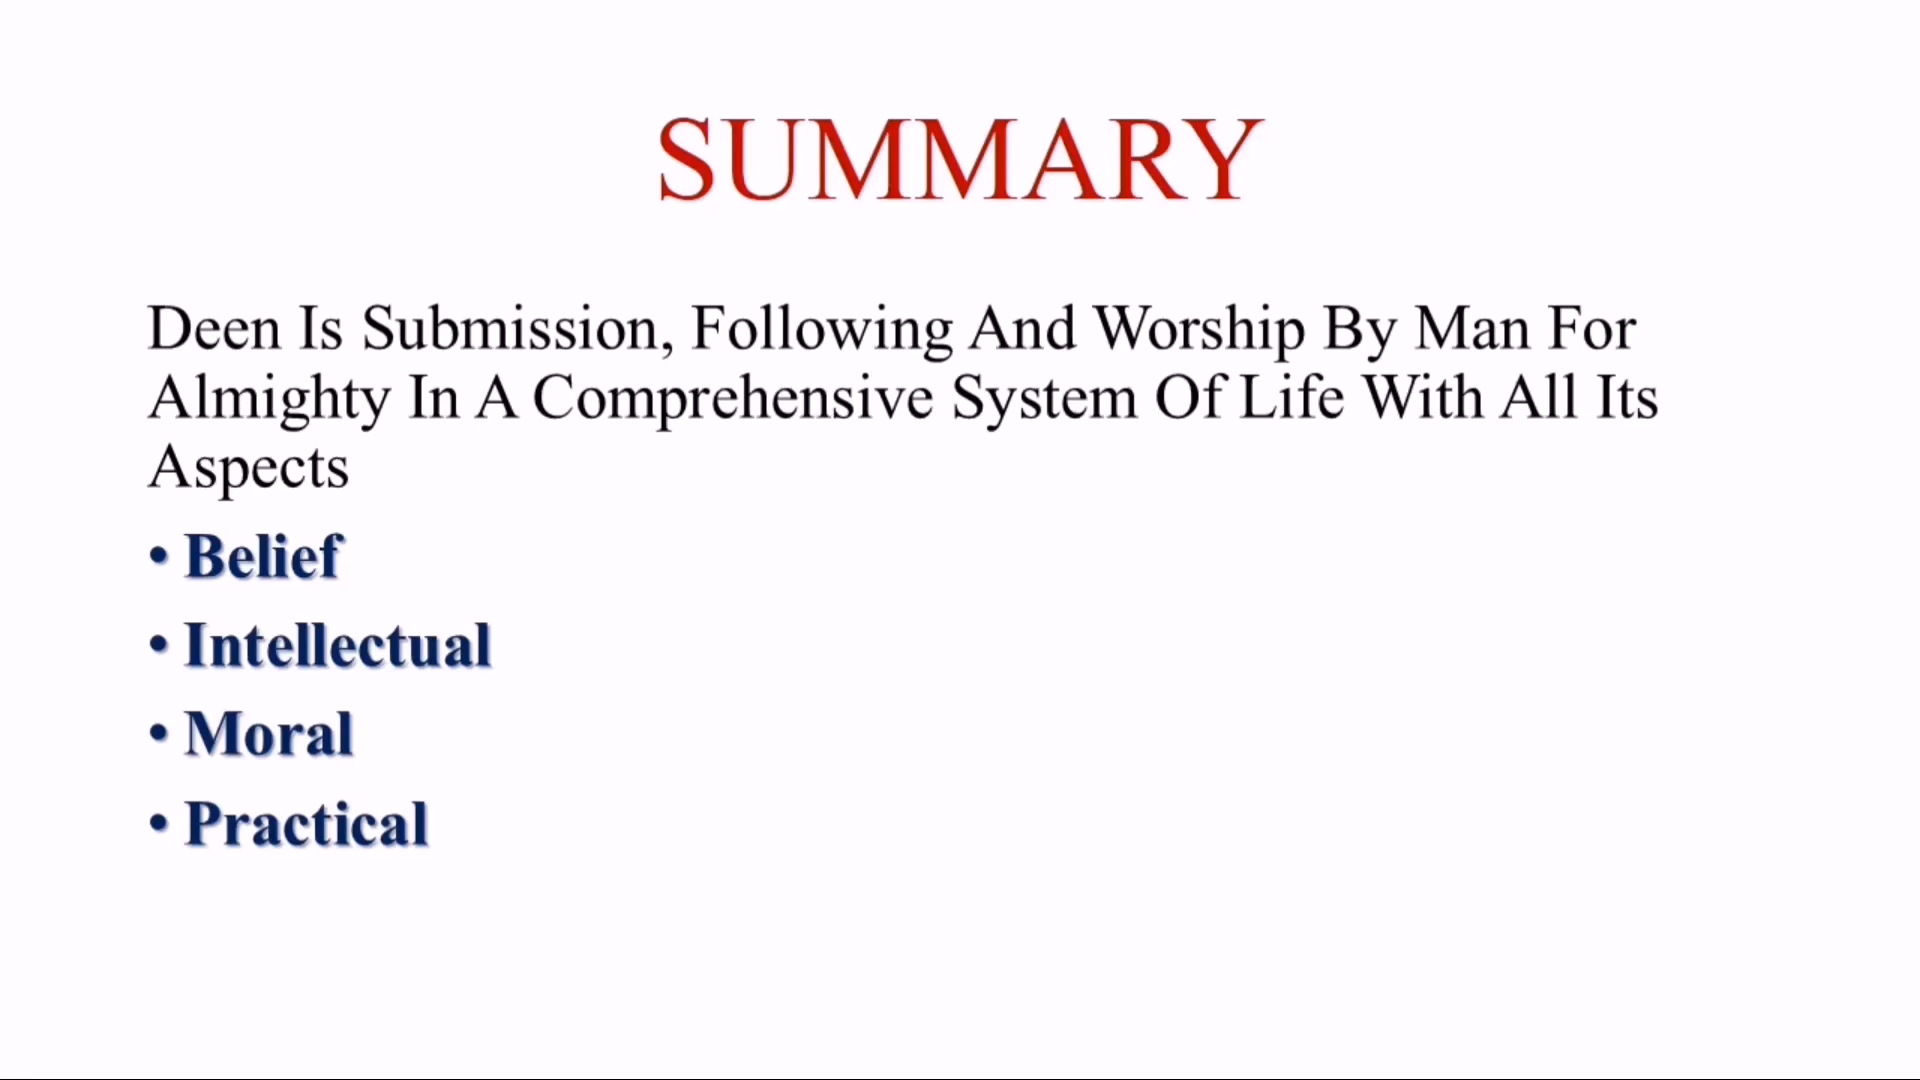 SUMMARY
Deen Is Submission, Following And Worship By Man For
Almighty In A Comprehensive System Of Life With All Its
Aspects
• Belief
• Intellectual
• Moral
• Practical